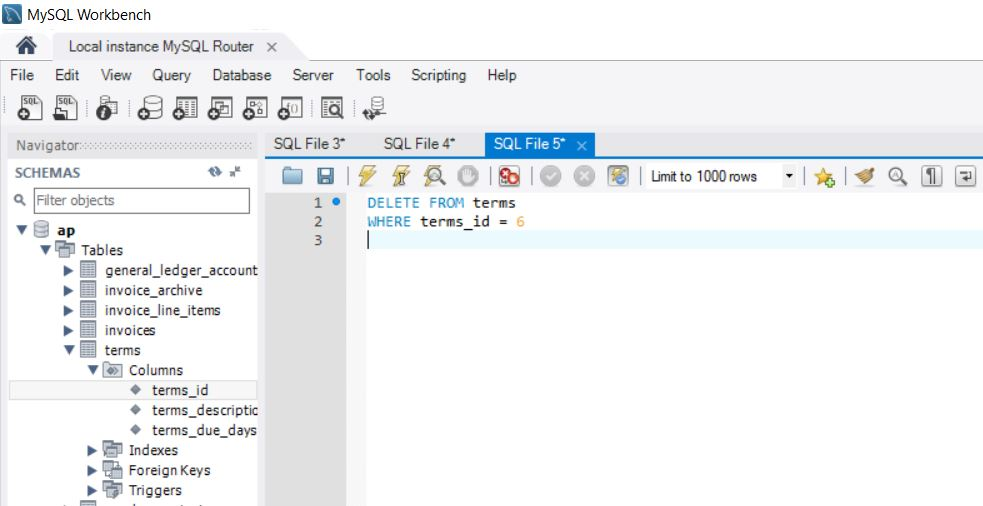 MySQL Workbench
Local instance MySQL Router
File Edit View Query Database Server Tools Scripting Help
SQL SQL
Navigator
SQL File 3* SQL File 4* SQL File 5*
SCHEMAS
Limit to 1000 rows
Filter objects
1 DELETE FROM terms
2 WHERE terms_id = 6
3
ap
Tables
general_ledger_account
invoice_archive
invoice_line_items
invoices
terms
Columns
terms_id
terms_descriptic
terms_due_days
Indexes
Foreign Keys
Triggers